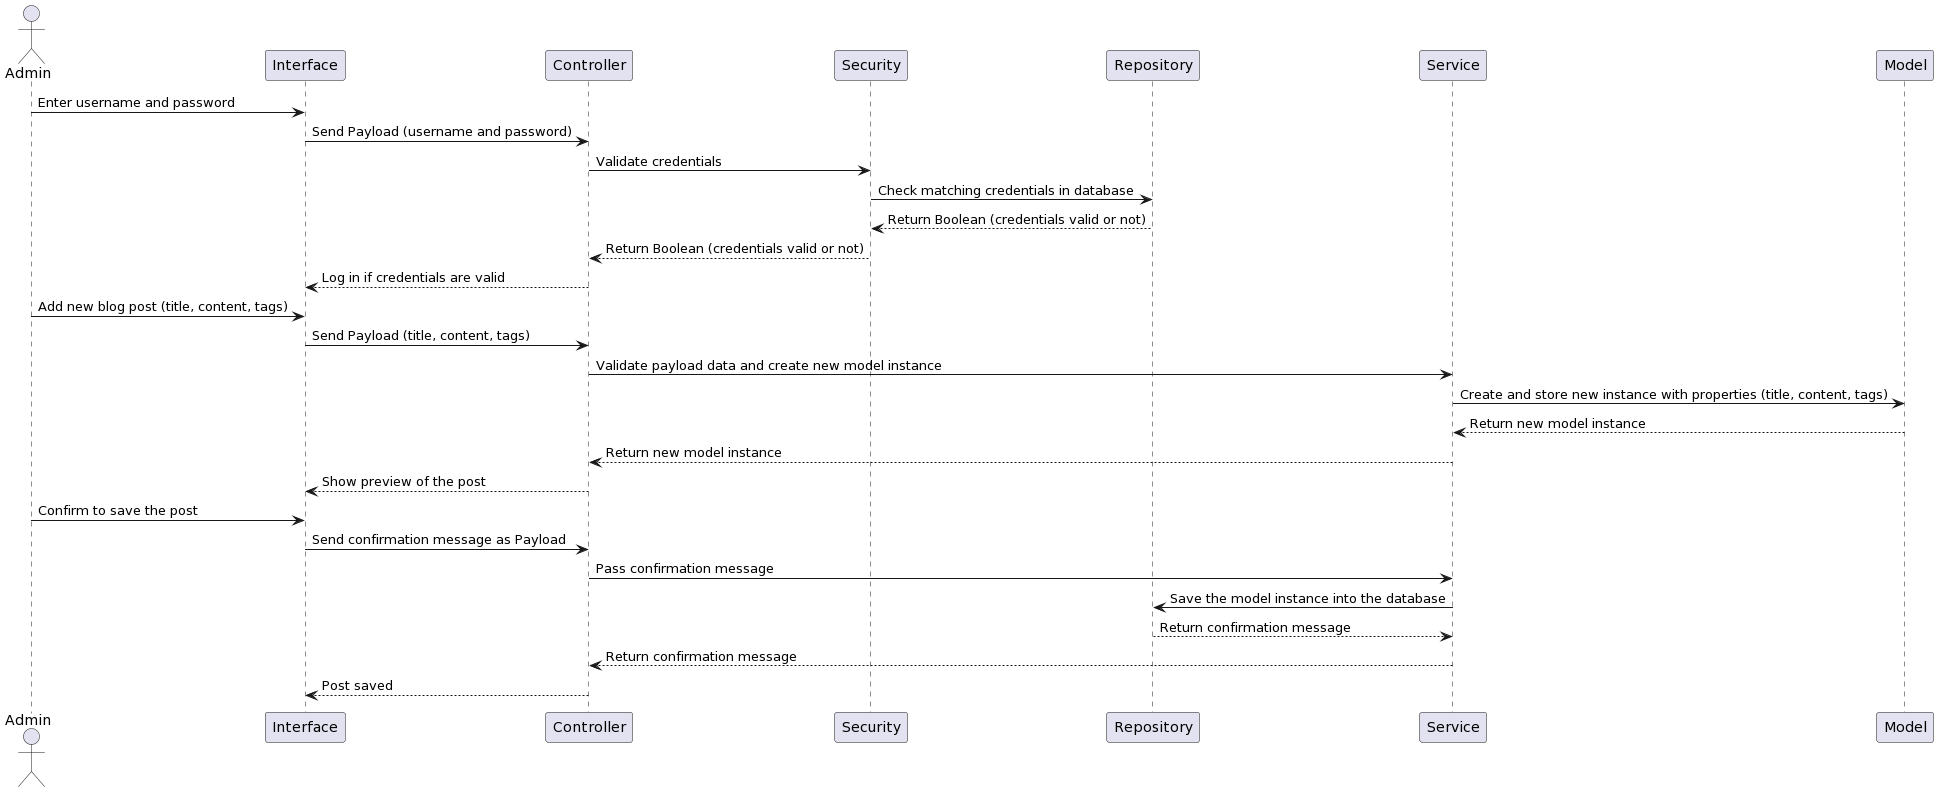 Admin
Interface
Controller
Security
Repository
Service
Model
Enter username and password
Send Payload (username and password)
Validate credentials
Check matching credentials in database
Return Boolean (credentials valid or not)
Return Boolean (credentials valid or not)
Log in if credentials are valid
Add new blog post (title, content, tags)
Send Payload (title, content, tags)
Validate payload data and create new model instance
Create and store new instance with properties (title, content, tags)
Return new model instance
Return new model instance
Show preview of the post
Confirm to save the post
Send confirmation message as Payload
Pass confirmation message
Save the model instance into the database
Return confirmation message
Return confirmation message
Post saved
Admin
Interface
Controller
Security
Repository
Service
Model